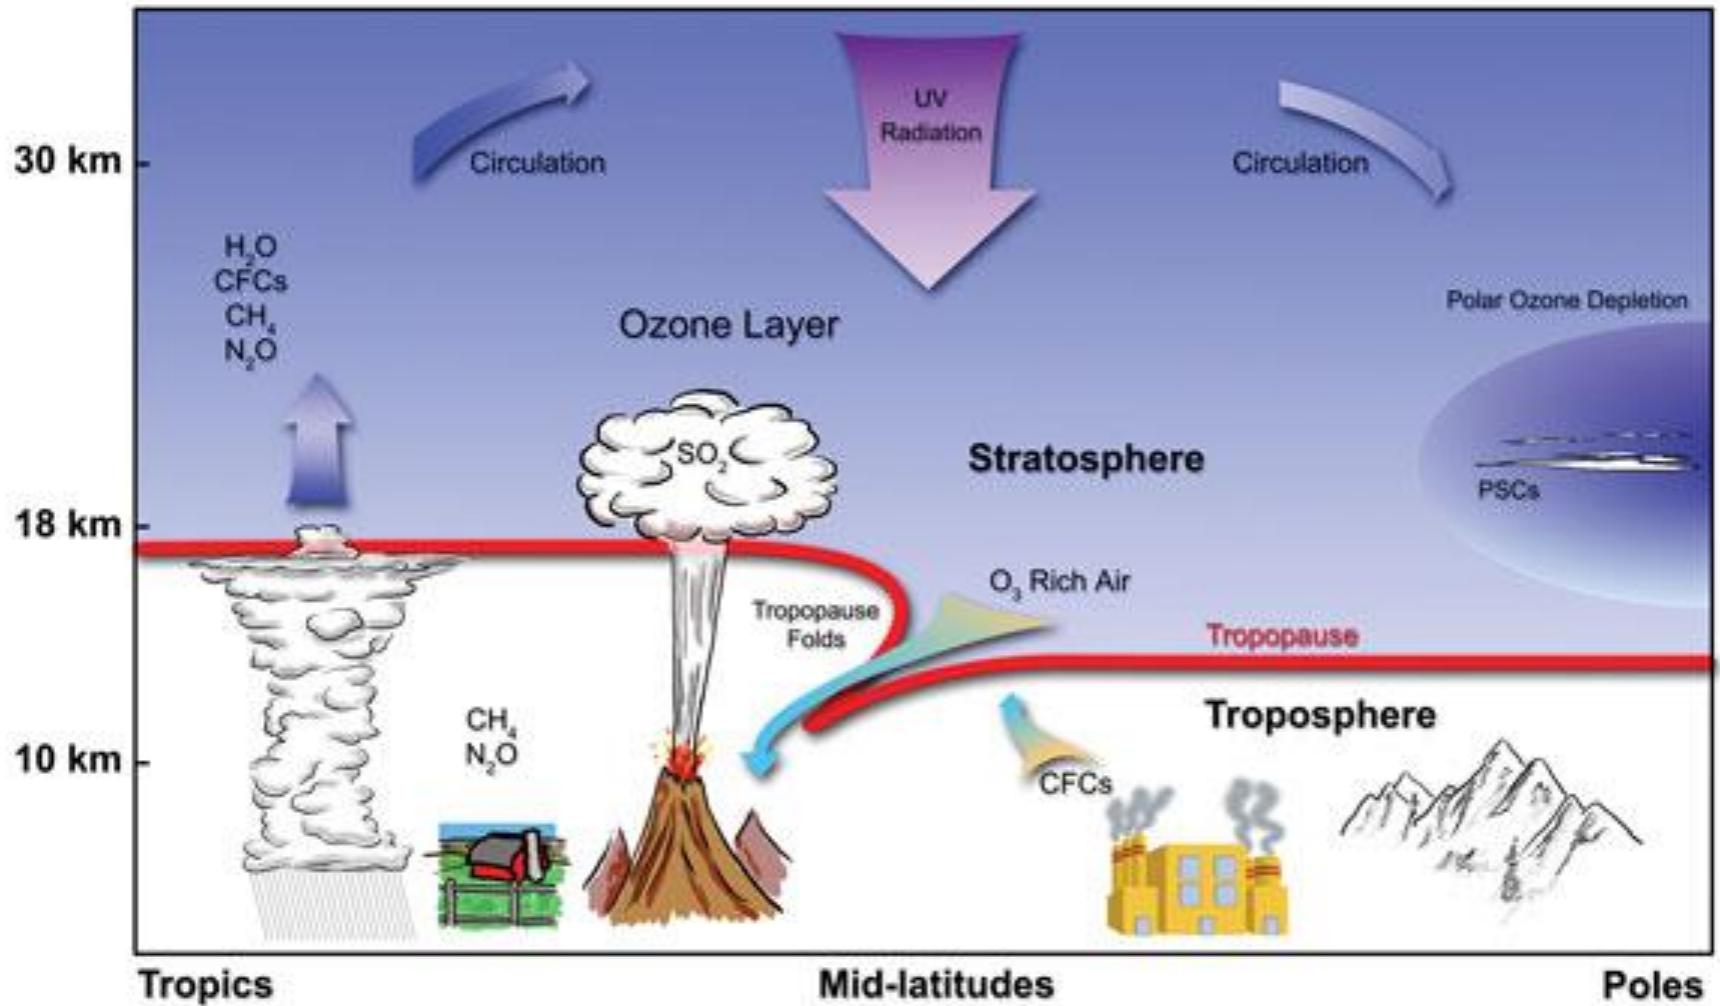 UV
Radiation
30 km
Circulation
Circulation
H₂O
CFCs
CH₄
N₂O
Polar Ozone Depletion
Ozone Layer
SO₂
Stratosphere
PSCs
18 km
O₃ Rich Air
Tropopause
Folds
Tropopause
CH₄
N₂O
Troposphere
10 km
CFCs
Tropics
Mid-latitudes
Poles